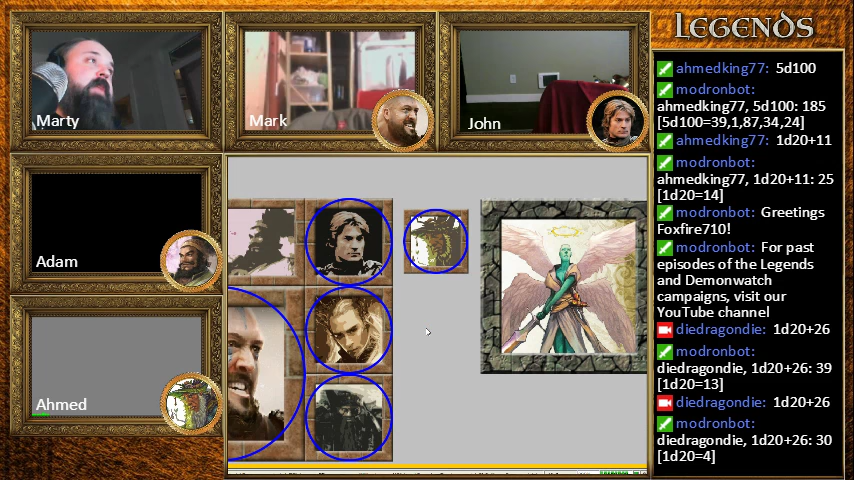 LEGENDS
Marty
Mark
John
Adam
Ahmed
ahmedking77: 5d100
modronbot:
ahmedking77, 5d100: 185
[5d100=39,1,87,34,24]
ahmedking77: 1d20+11
modronbot:
ahmedking77, 1d20+11: 25
[1d20=14]
modronbot: Greetings
Foxfire710!
modronbot: For past
episodes of the Legends
and Demonwatch
campaigns, visit our
YouTube channel
diedragondie: 1d20+26
modronbot:
diedragondie, 1d20+26: 39
[1d20=13]
diedragondie: 1d20+26
modronbot:
diedragondie, 1d20+26: 30
[1d20=4]